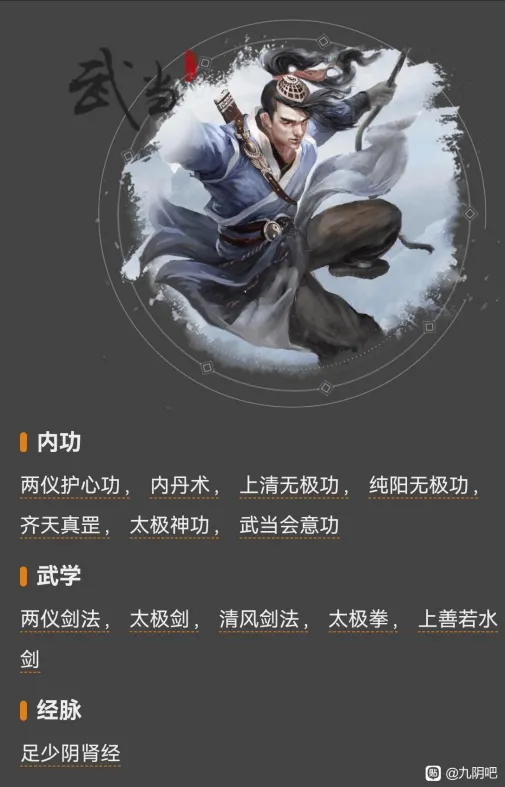 武当
内功
两仪护心功， 内丹术， 上清无极功， 纯阳无极功，
齐天真罡， 太极神功， 武当会意功
武学
两仪剑法， 太极剑， 清风剑法， 太极拳， 上善若水
剑
经脉
足少阴肾经
贴 @九阴吧